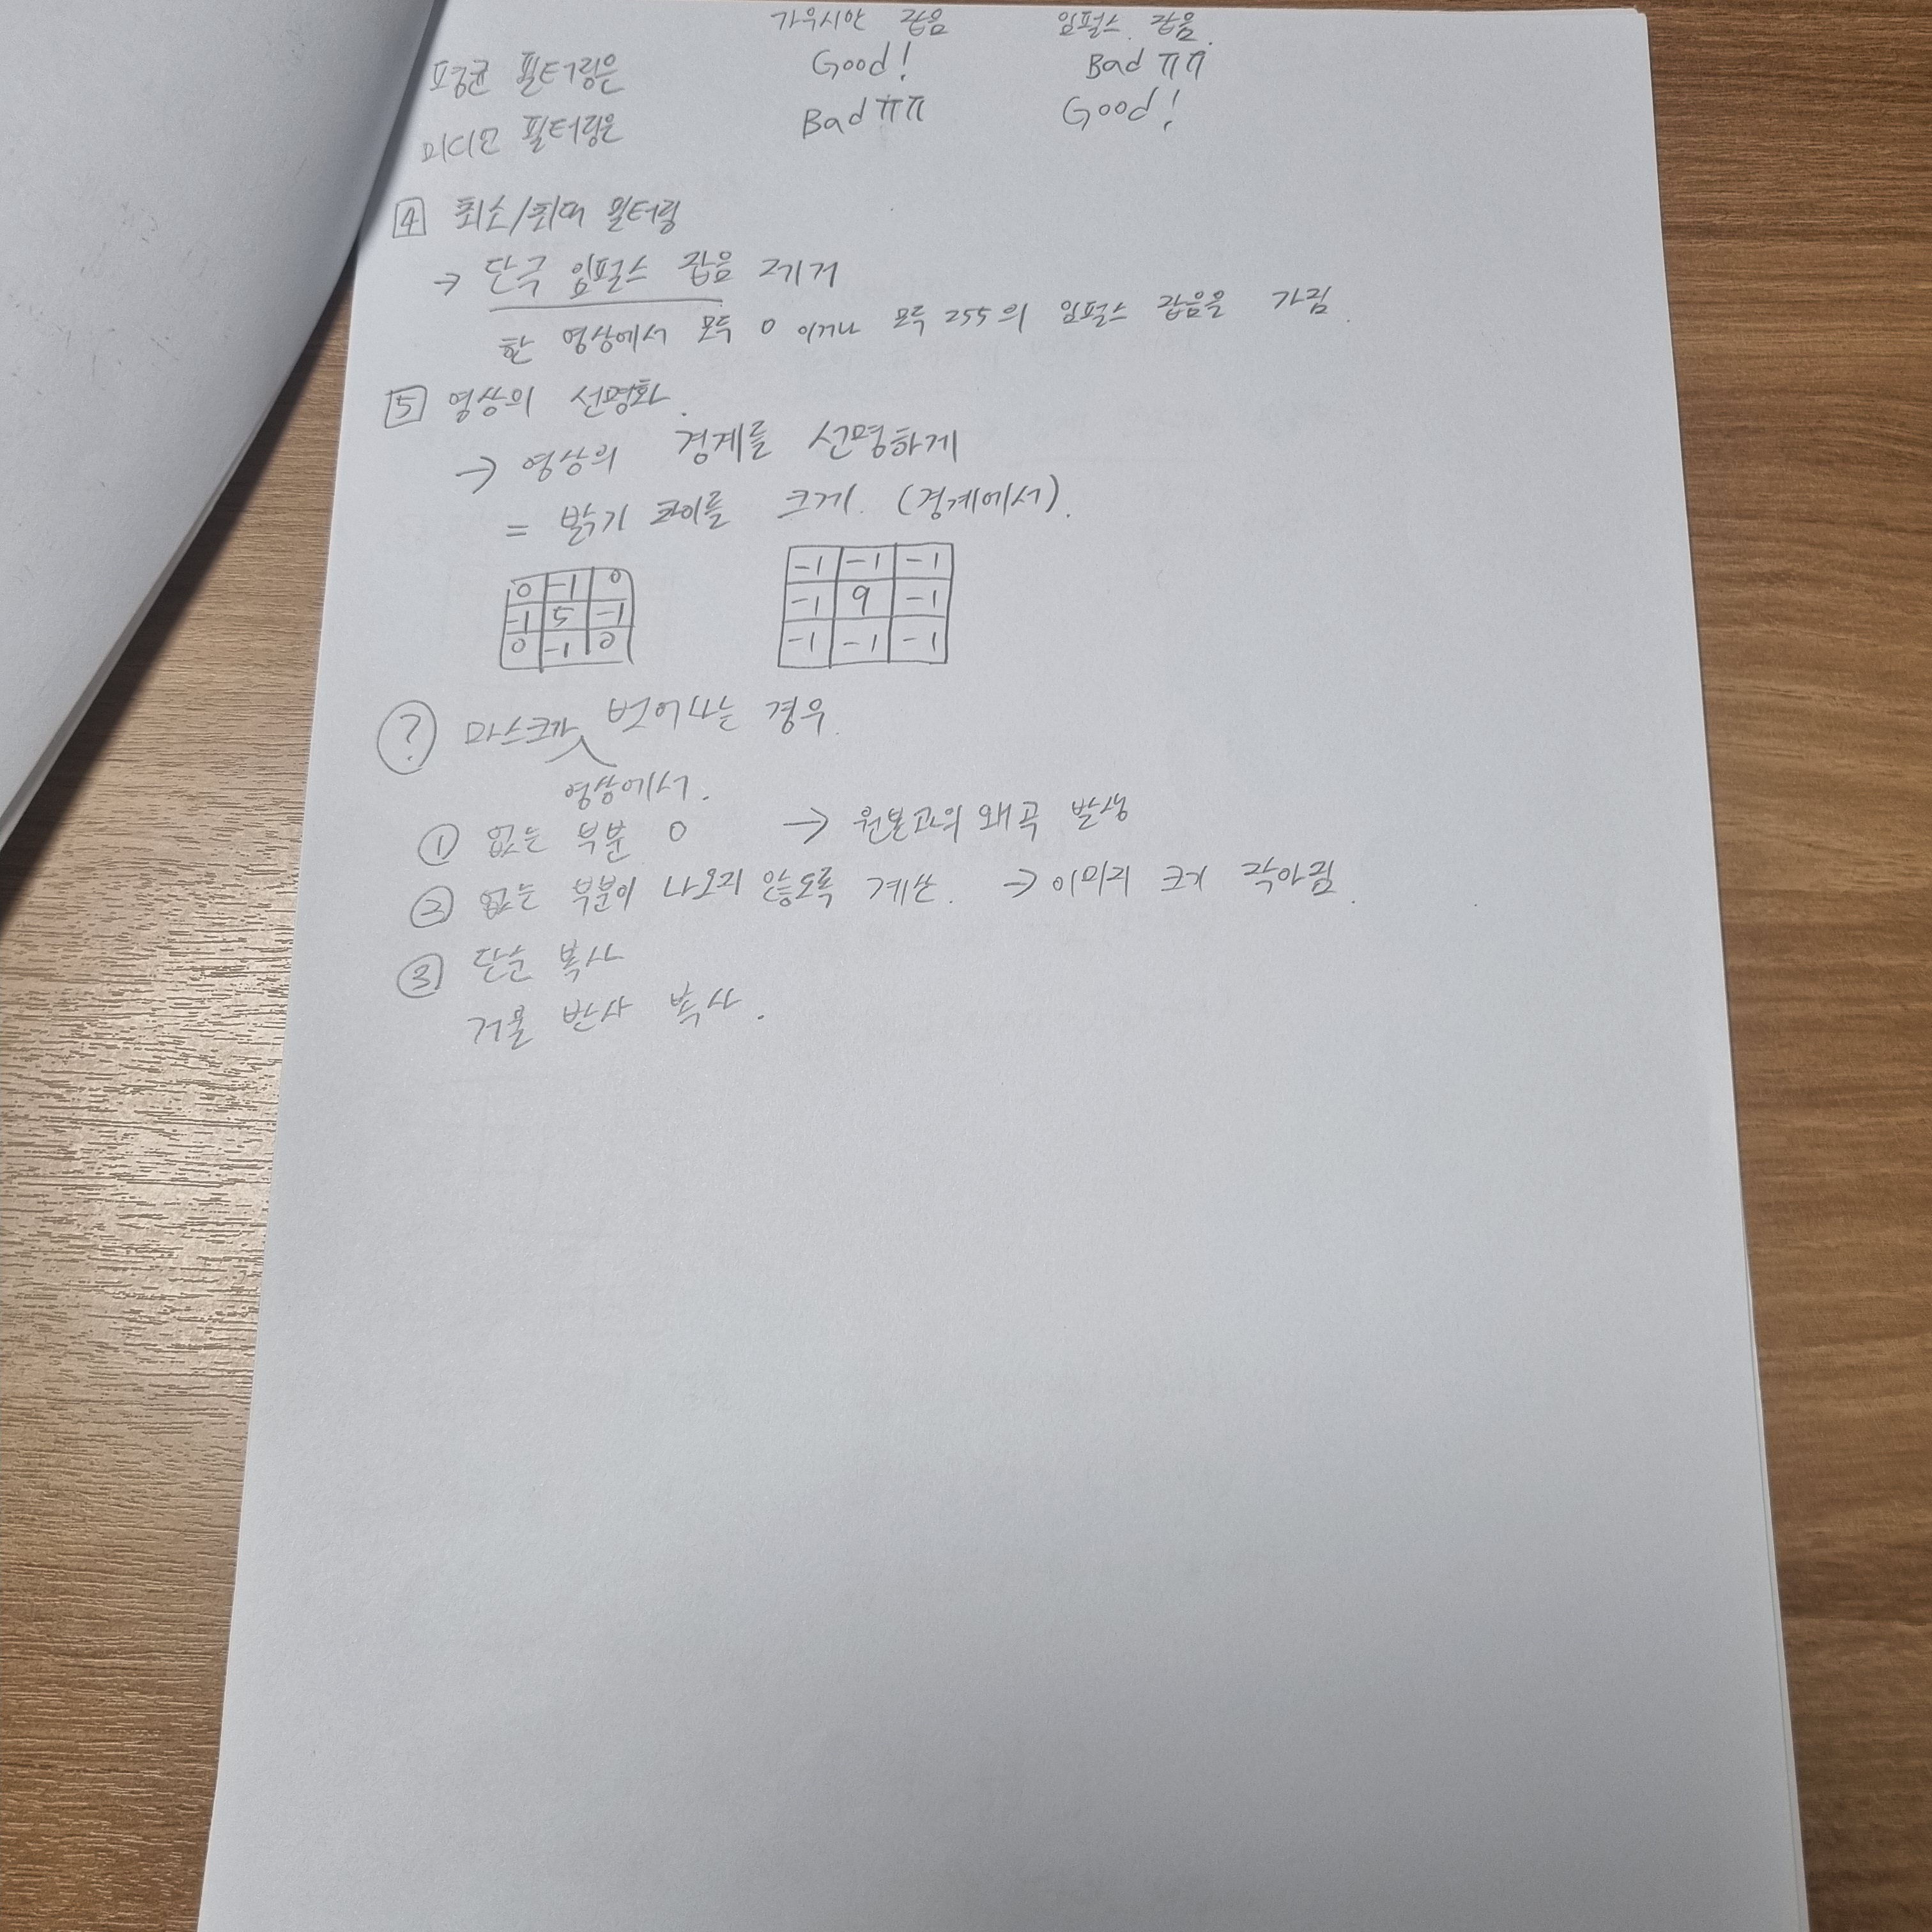 가우시안 잡음 임펄스 잡음.
평균 필터링은 Good! Bad ㅠㅠ
미디언 필터링은 Bad ㅠㅠ Good!
4 최소/최대 필터링
→ 단극 임펄스 잡음 제거
한 영상에서 모두 0 이거나 모두 255의 임펄스 잡음을 가짐.
5 영상의 선명화.
→ 영상의 경계를 선명하게
= 밝기 차이를 크게. (경계에서).
0 -1 0
-1 5 -1
0 -1 0
-1 -1 -1
-1 9 -1
-1 -1 -1
? 마스크가 벗어나는 경우.
영상에서.
① 없는 부분 0 → 원본과의 왜곡 발생
② 없는 부분이 나오지 않도록 계산. → 이미지 크기 작아짐.
③ 단순 복사
거울 반사 복사.